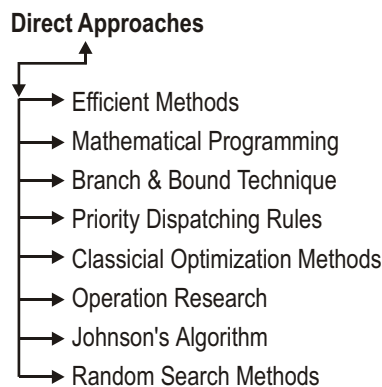 Direct Approaches
Efficient Methods
Mathematical Programming
Branch & Bound Technique
Priority Dispatching Rules
Classicial Optimization Methods
Operation Research
Johnson's Algorithm
Random Search Methods